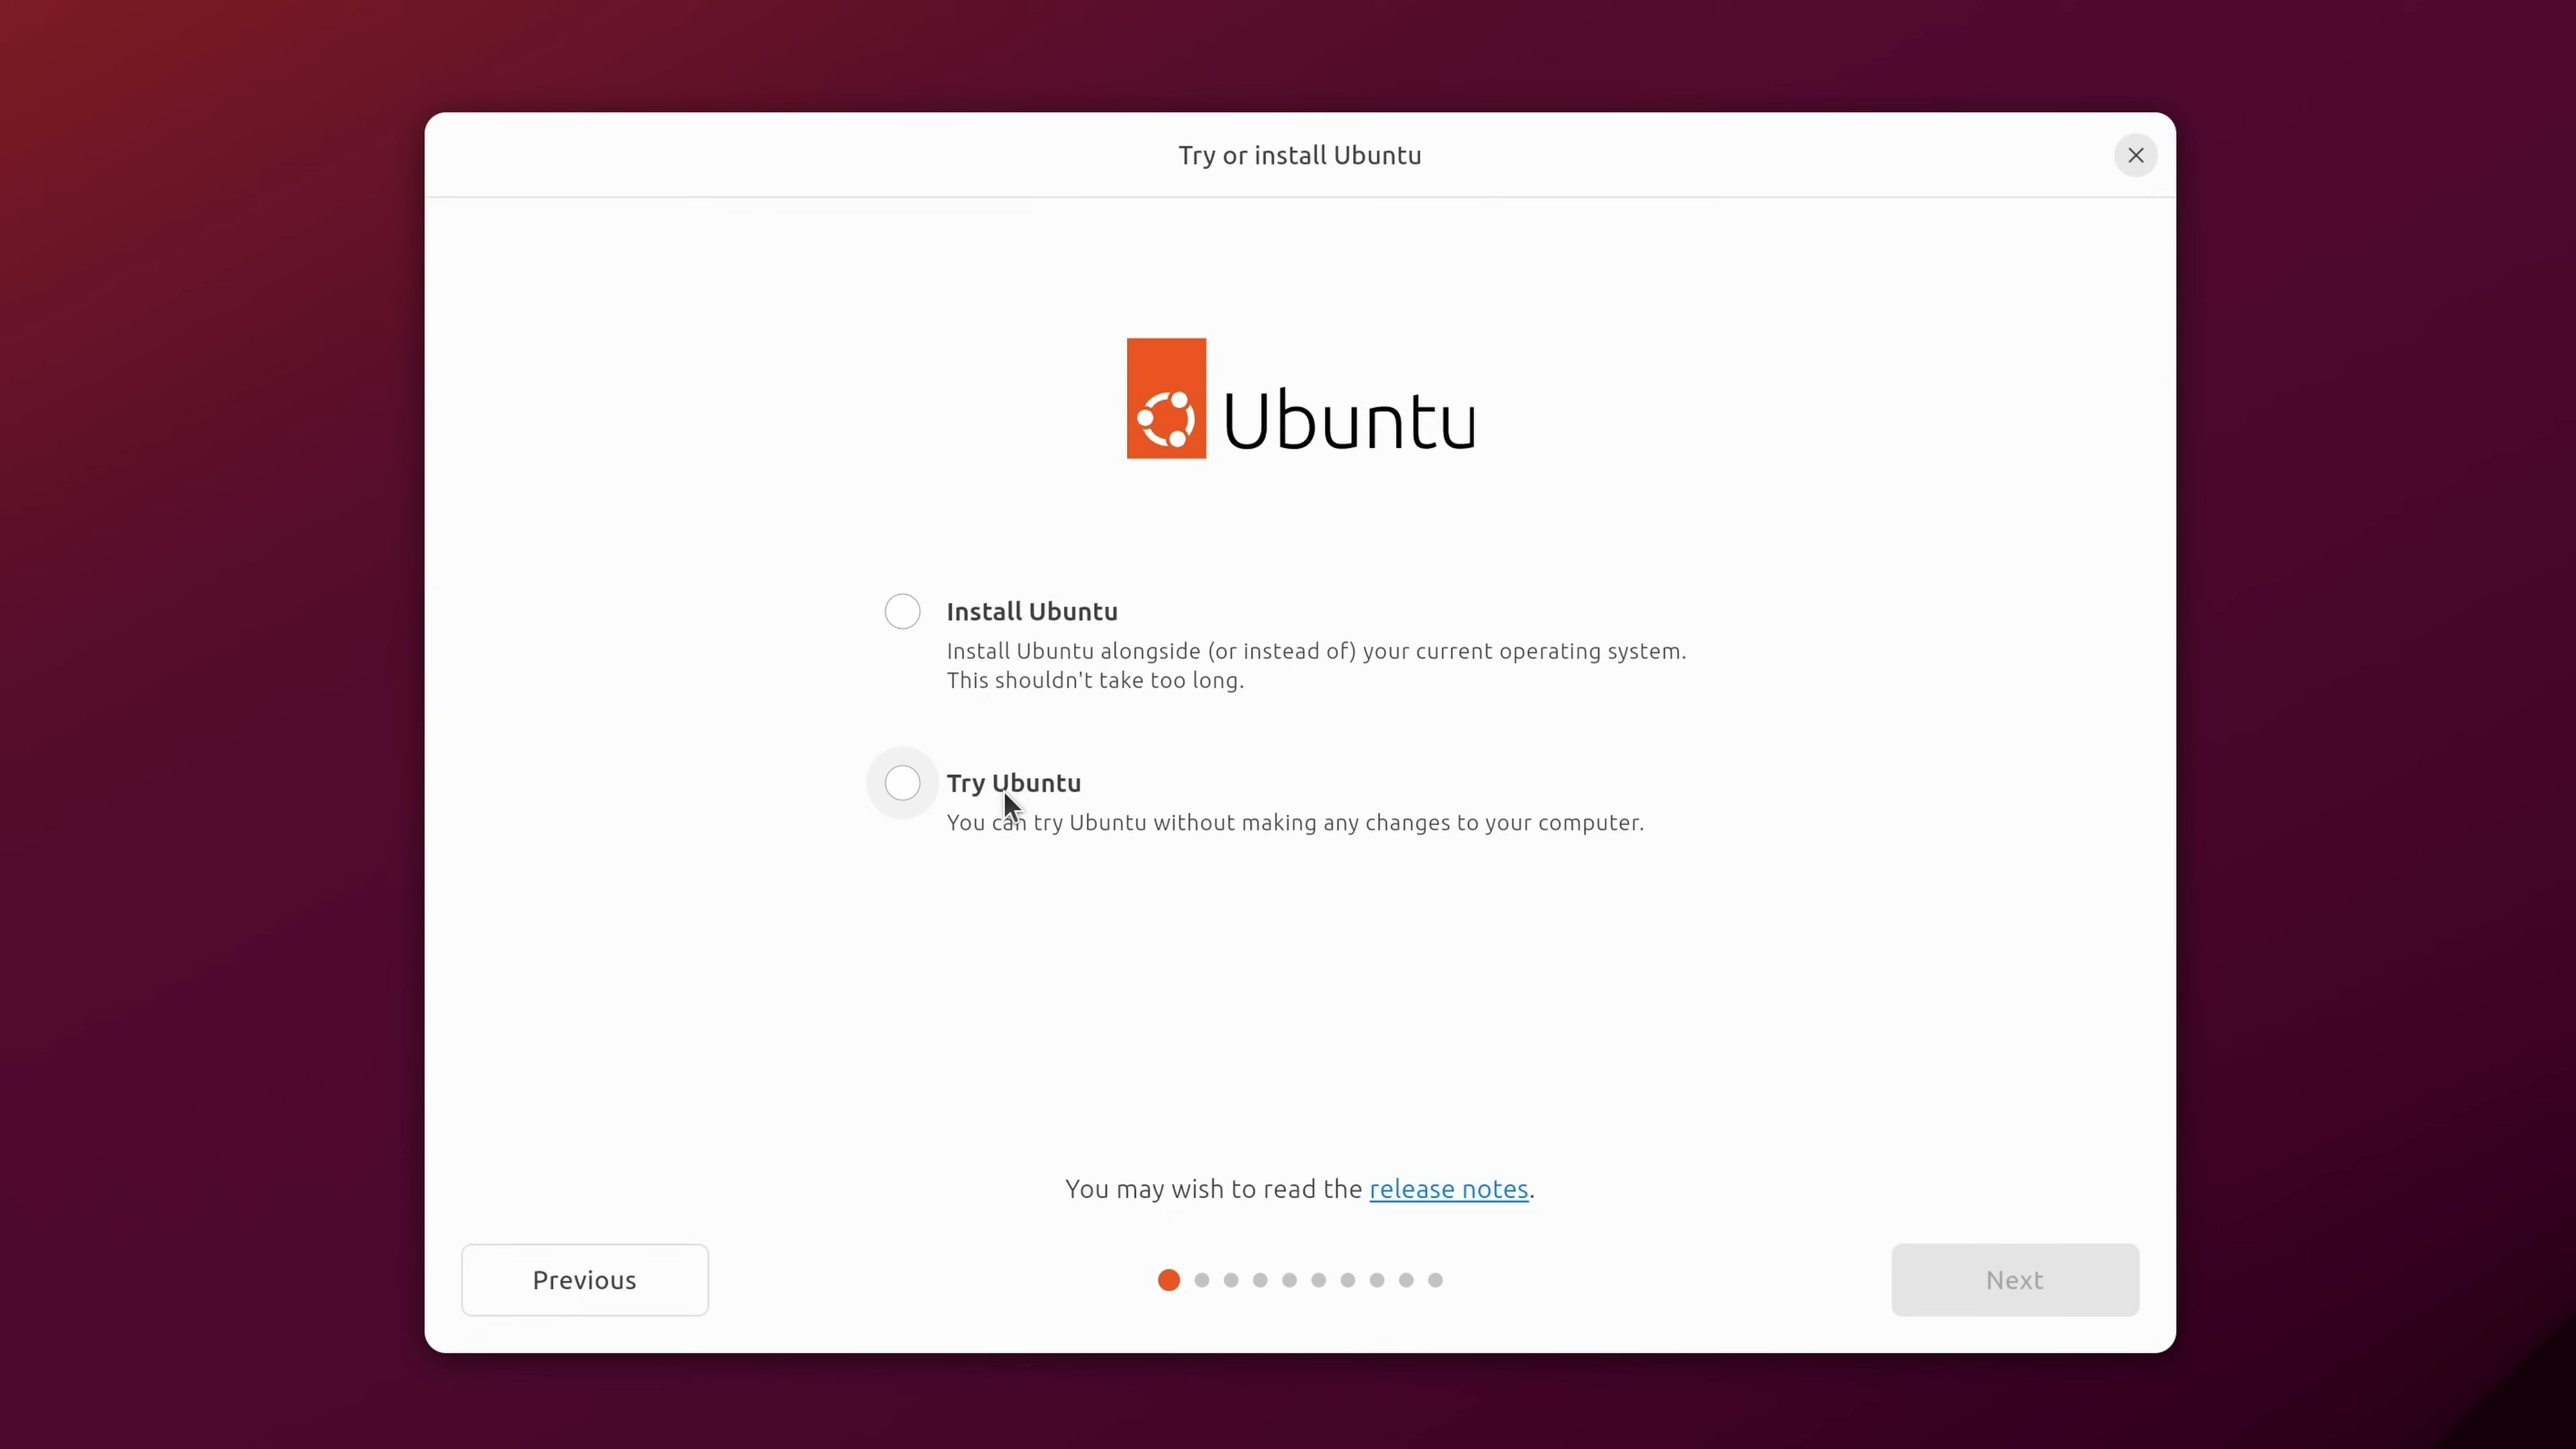 Try or install Ubuntu
Ubuntu
Install Ubuntu
Install Ubuntu alongside (or instead of) your current operating system.
This shouldn't take too long.
Try Ubuntu
You can try Ubuntu without making any changes to your computer.
You may wish to read the release notes.
Previous
Next